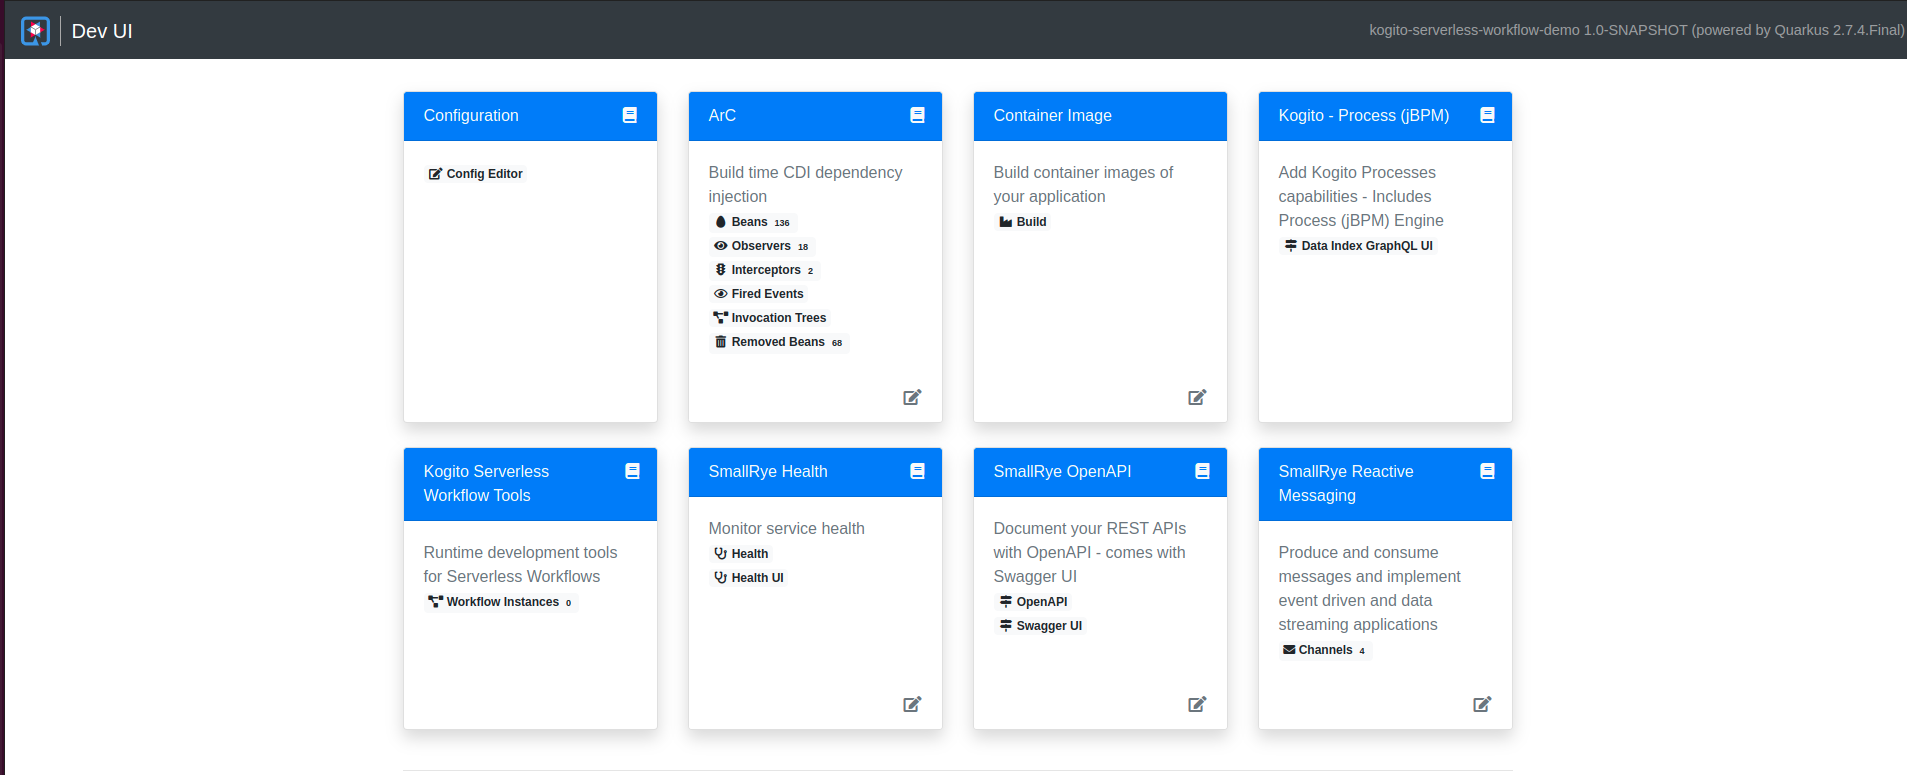 Dev UI
kogito-serverless-workflow-demo 1.0-SNAPSHOT (powered by Quarkus 2.7.4.Final)
Configuration
Config Editor
ArC
Build time CDI dependency
injection
Beans 136
Observers 18
Interceptors 2
Fired Events
Invocation Trees
Removed Beans 68
Container Image
Build container images of
your application
Build
Kogito - Process (jBPM)
Add Kogito Processes
capabilities - Includes
Process (jBPM) Engine
Data Index GraphQL UI
Kogito Serverless
Workflow Tools
Runtime development tools
for Serverless Workflows
Workflow Instances 0
SmallRye Health
Monitor service health
Health
Health UI
SmallRye OpenAPI
Document your REST APIs
with OpenAPI - comes with
Swagger UI
OpenAPI
Swagger UI
SmallRye Reactive
Messaging
Produce and consume
messages and implement
event driven and data
streaming applications
Channels 4